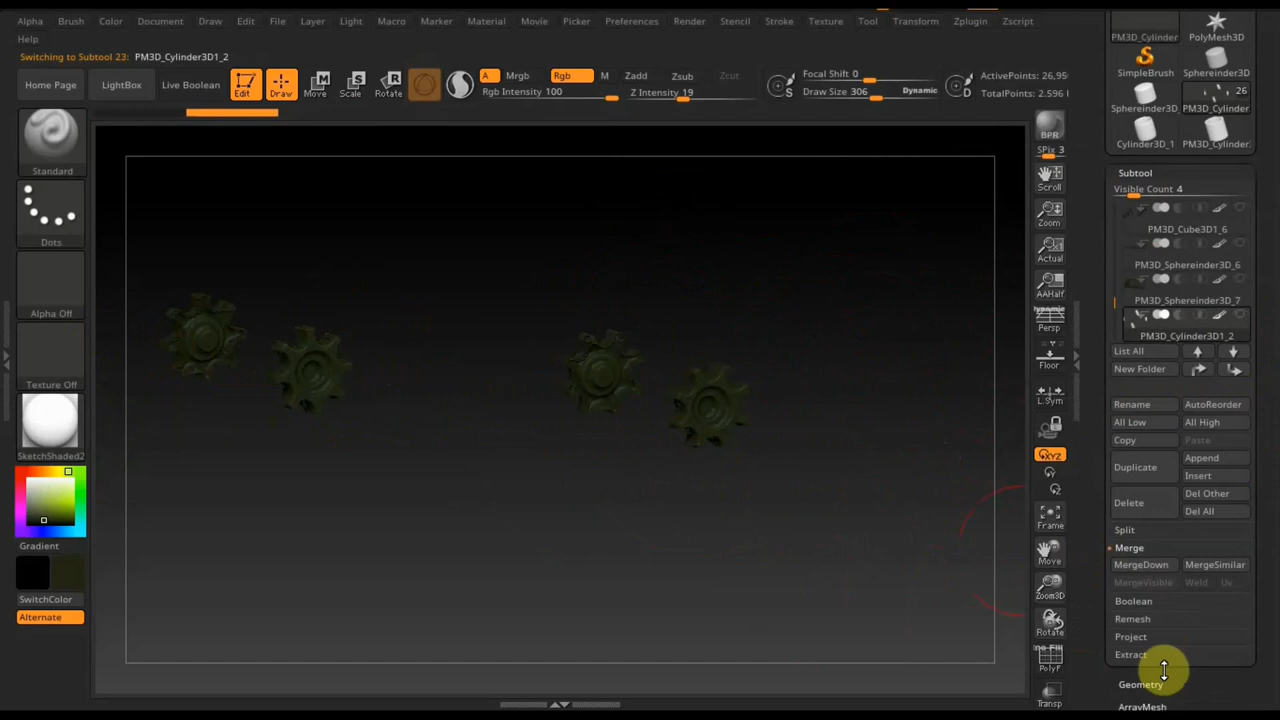 Alpha Brush Color Document Draw Edit File Layer Light Macro Marker Material Movie Picker Preferences Render Stencil Stroke Texture Tool Transform Zplugin Zscript
Help
Switching to Subtool 23: PM3D_Cylinder3D1_2
Home Page LightBox Live Boolean Edit Draw Move Scale Rotate
A Mrgb Rgb M Zadd Zsub Zcut
Rgb Intensity 100 Z Intensity 19
Focal Shift 0
Draw Size 306 Dynamic
ActivePoints: 26,95
TotalPoints: 2.596
Standard
Dots
Alpha Off
Texture Off
SketchShaded2
Gradient
SwitchColor
Alternate
BPR
SPix 3
Scroll
Zoom
Actual
AAHalf
Dynamic
Persp
Floor
L.Sym
XYZ
Frame
Move
Zoom3D
Rotate
PolyF
Transp
PM3D_Cylinder PolyMesh3D
SimpleBrush Sphereinder3D
26
Sphereinder3D_ PM3D_Cylinder
Cylinder3D_1 PM3D_Cylinder
Subtool
Visible Count 4
PM3D_Cube3D1_6
PM3D_Sphereinder3D_6
PM3D_Sphereinder3D_7
PM3D_Cylinder3D1_2
List All
New Folder
Rename AutoReorder
All Low All High
Copy Paste
Duplicate Append
Insert
Delete Del Other
Del All
Split
Merge
MergeDown MergeSimilar
MergeVisible Weld Uv
Boolean
Remesh
Project
Extract
Geometry
ArrayMesh